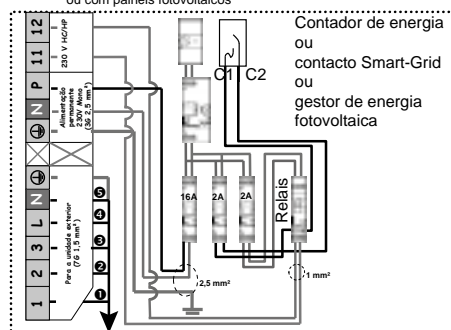 ou com painéis fotovoltaicos
Contador de energia
ou
contacto Smart-Grid
ou
gestor de energia
fotovoltaica
C1 C2
12
11
230 V HC/HP
P
N
Alimentação
permanente
230V Mono
(3G 2,5 mm²)
N
L
3
2
1
Para a unidade exterior
(7G 1,5 mm²)
5
4
3
2
1
16A
2A
2A
Relais
2,5 mm²
1 mm²